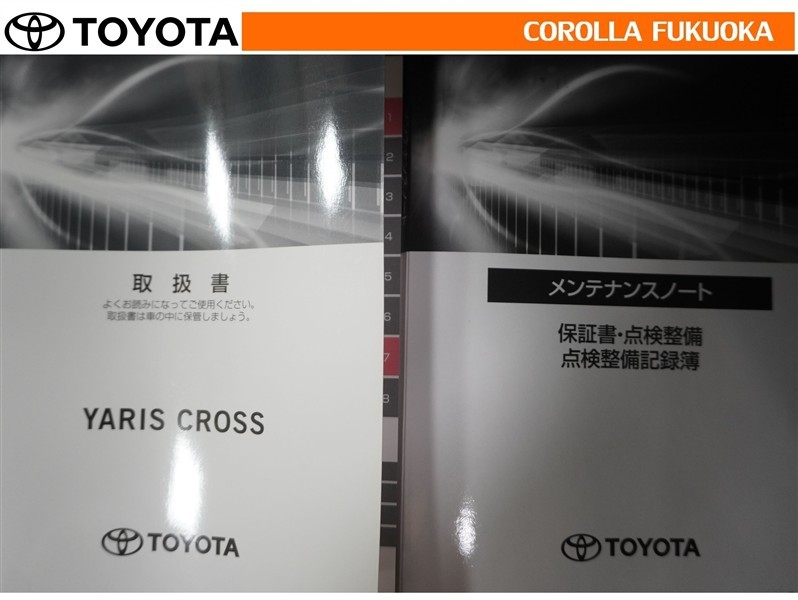 TOYOTA
COROLLA FUKUOKA
取扱書
よくお読みになってご使用ください。
取扱書は車の中に保管しましょう。
YARIS CROSS
TOYOTA
1
2
3
4
5
6
7
8
メンテナンスノート
保証書・点検整備
点検整備記録簿
TOYOTA